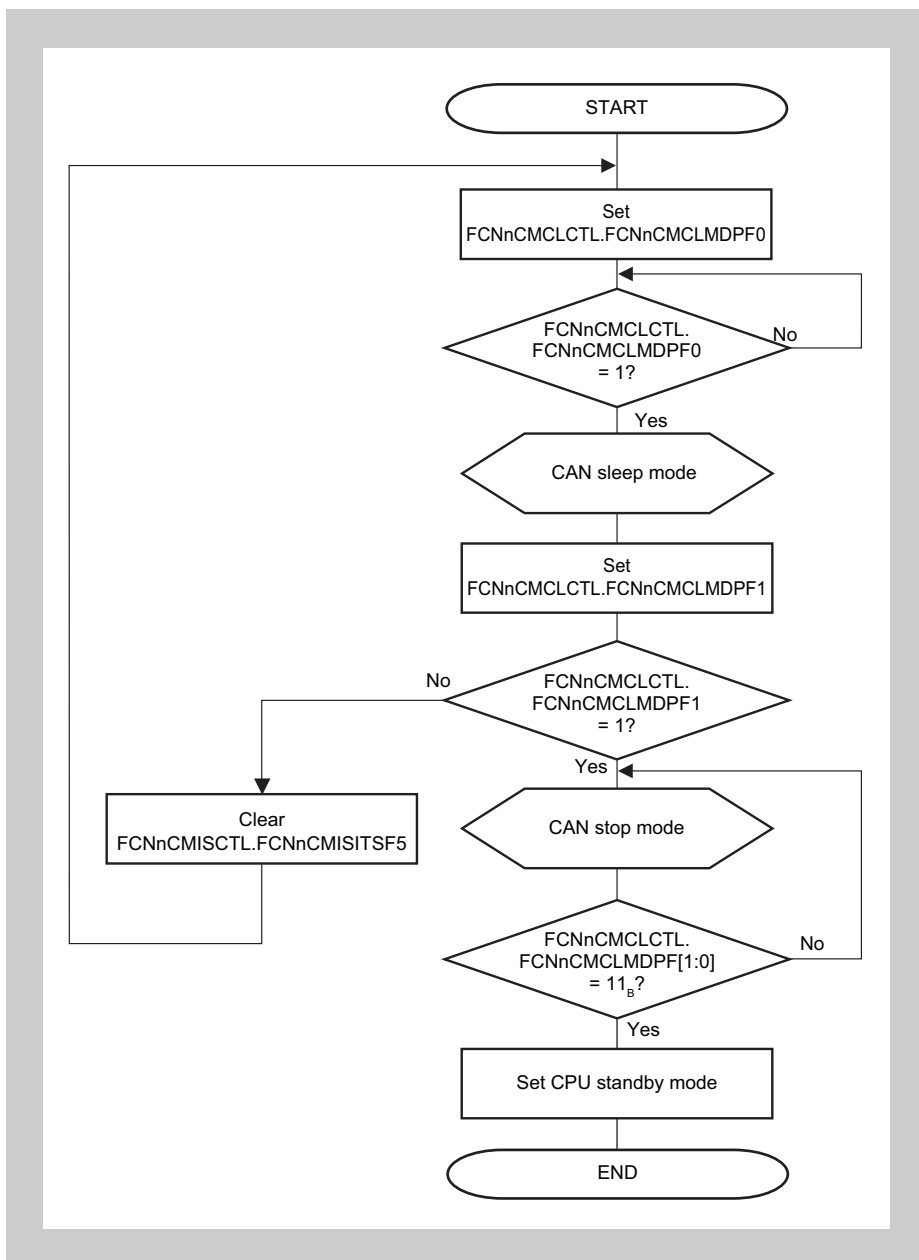 START
Set
FCNnCMCLCTL.FCNnCMCLMDPF0
FCNnCMCLCTL.
FCNnCMCLMDPF0
= 1?
No
Yes
CAN sleep mode
Set
FCNnCMCLCTL.FCNnCMCLMDPF1
No
FCNnCMCLCTL.
FCNnCMCLMDPF1
= 1?
Yes
Clear
FCNnCMISCTL.FCNnCMISITSF5
CAN stop mode
FCNnCMCLCTL.
FCNnCMCLMDPF[1:0]
= 11B?
No
Yes
Set CPU standby mode
END